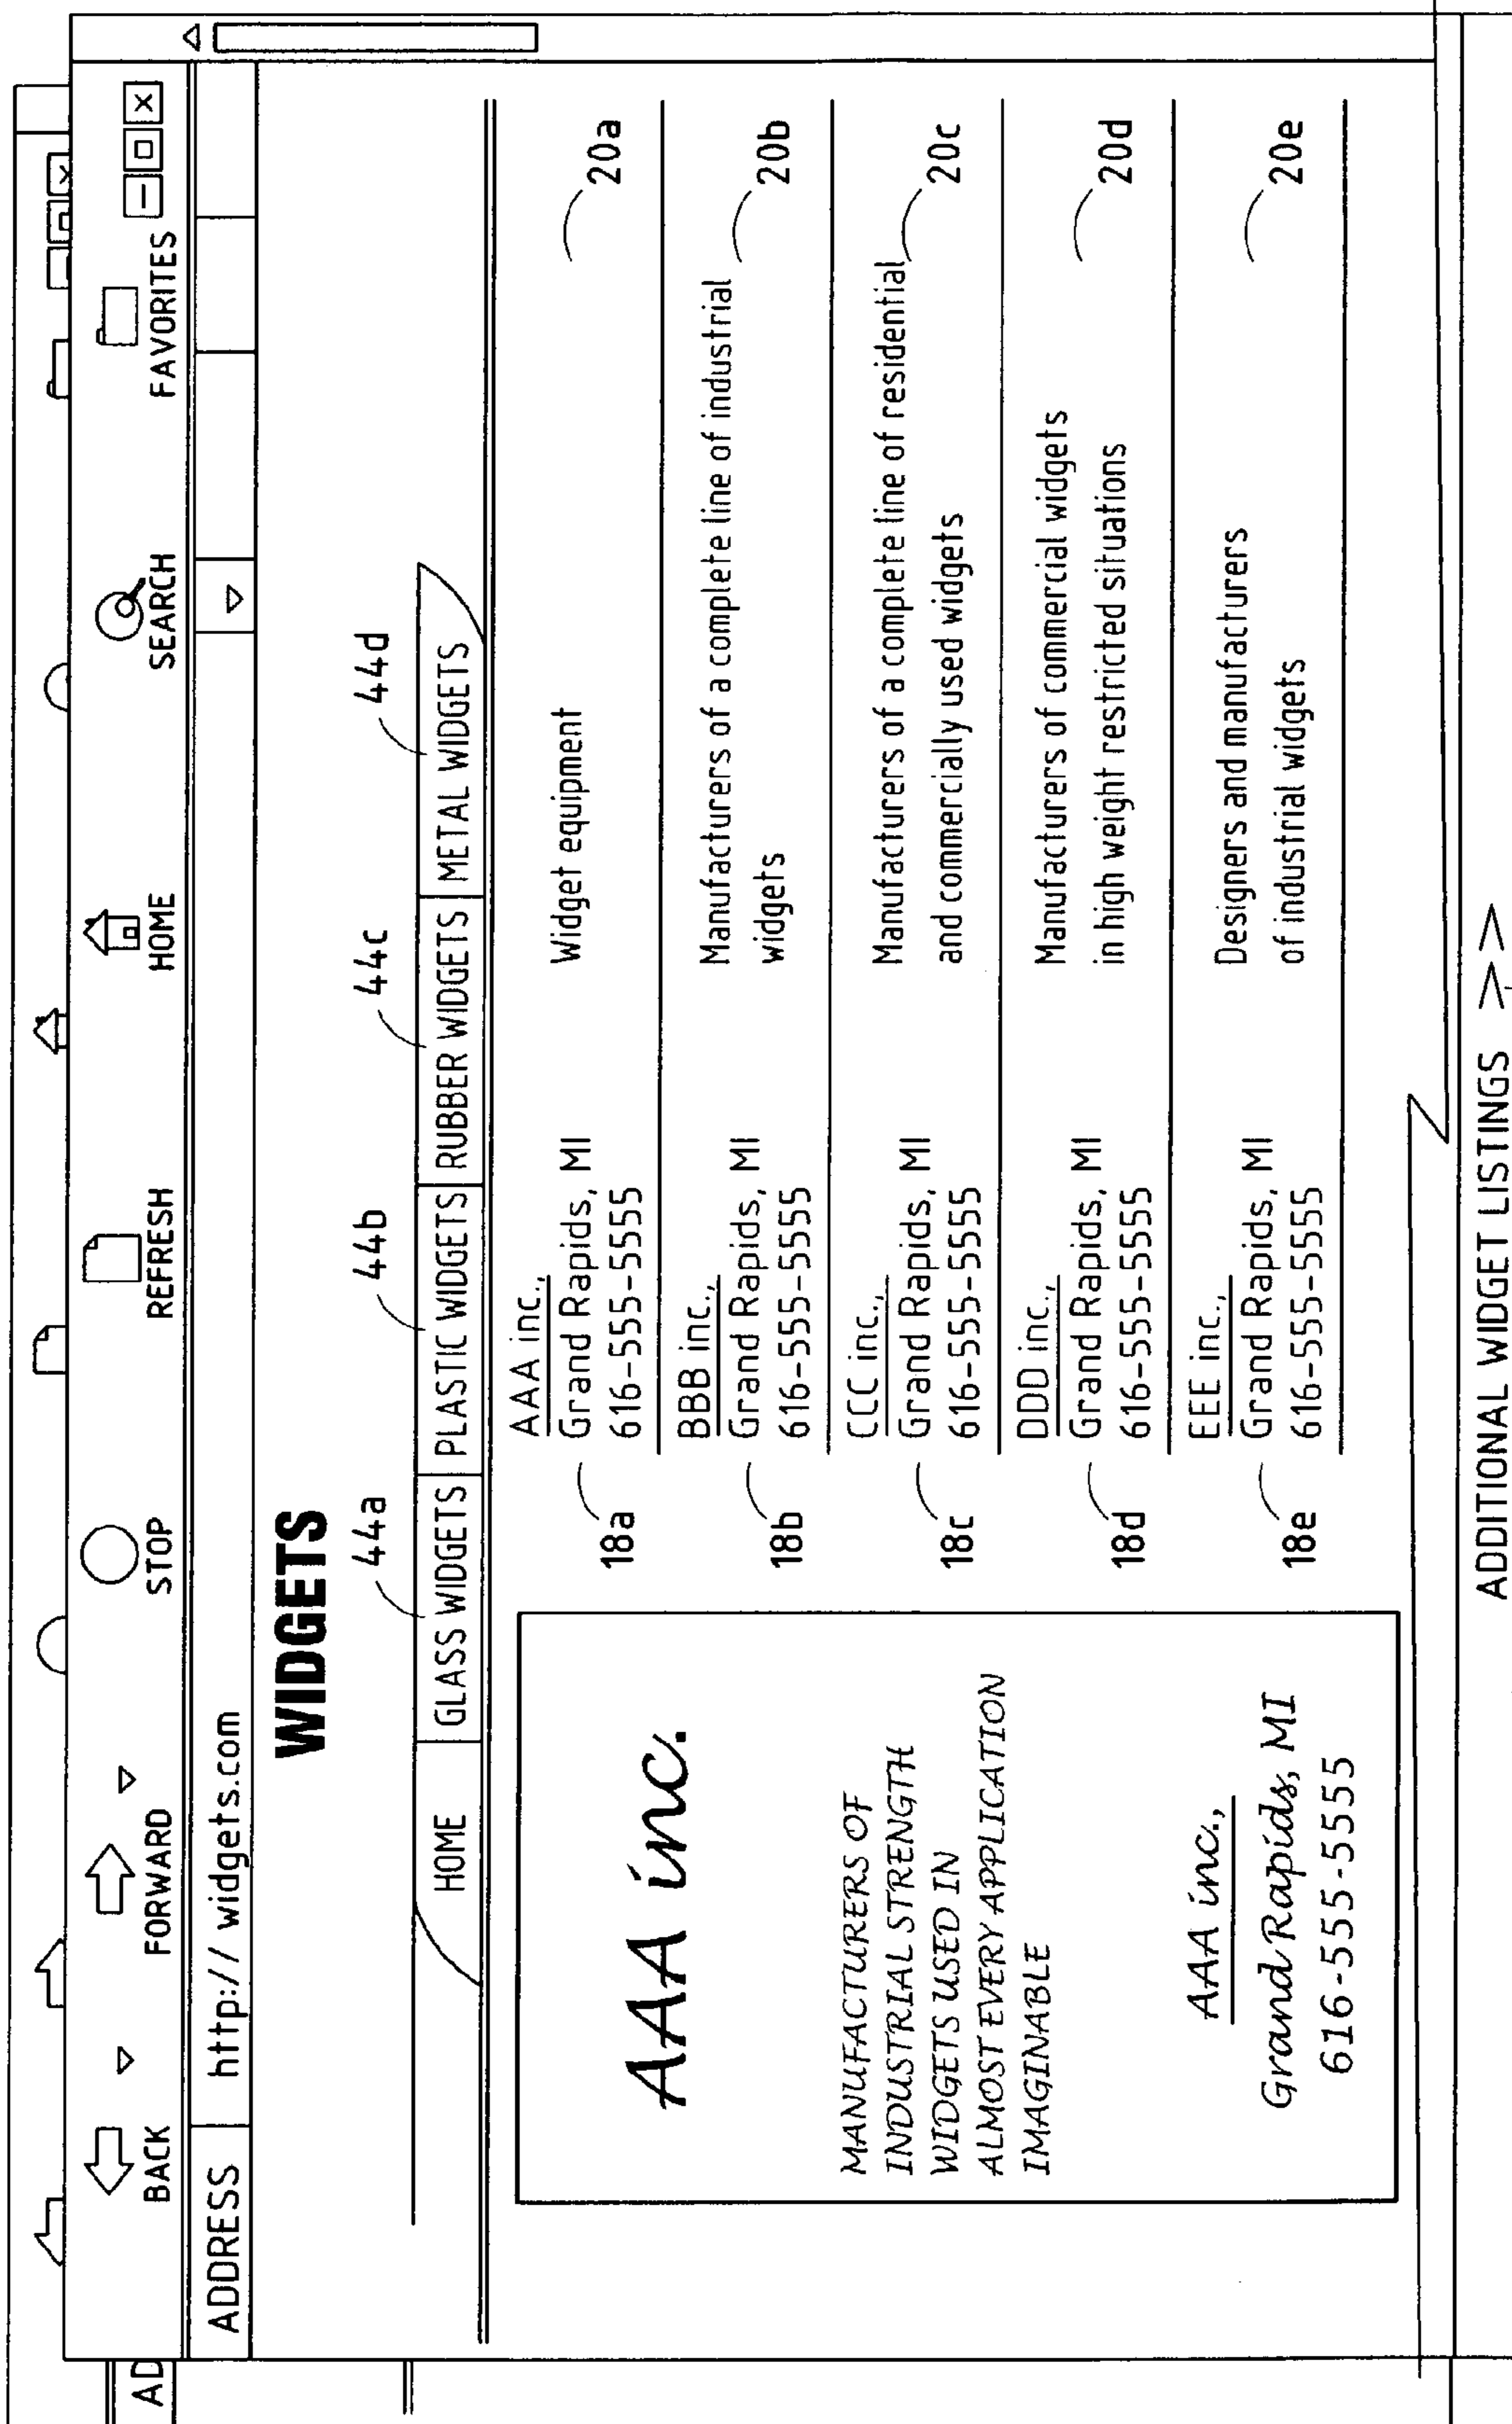 BACK FORWARD STOP REFRESH HOME SEARCH FAVORITES
AD
ADDRESS http://widgets.com
WIDGETS
44a 44b 44c 44d
HOME GLASS WIDGETS PLASTIC WIDGETS RUBBER WIDGETS METAL WIDGETS
AAA inc.
MANUFACTURERS OF
INDUSTRIAL STRENGTH
WIDGETS USED IN
ALMOST EVERY APPLICATION
IMAGINABLE
AAA inc.,
Grand Rapids, MI
616-555-5555
AAA inc.,
Grand Rapids, MI Widget equipment
18a 616-555-5555 20a
BBB inc., Manufacturers of a complete line of industrial
Grand Rapids, MI widgets
18b 616-555-5555 20b
CCC inc., Manufacturers of a complete line of residential
Grand Rapids, MI and commercially used widgets
18c 616-555-5555 20c
DDD inc., Manufacturers of commercial widgets
Grand Rapids, MI in high weight restricted situations
18d 616-555-5555 20d
EEE inc., Designers and manufacturers
Grand Rapids, MI of industrial widgets
18e 616-555-5555 20e
ADDITIONAL WIDGET LISTINGS >>